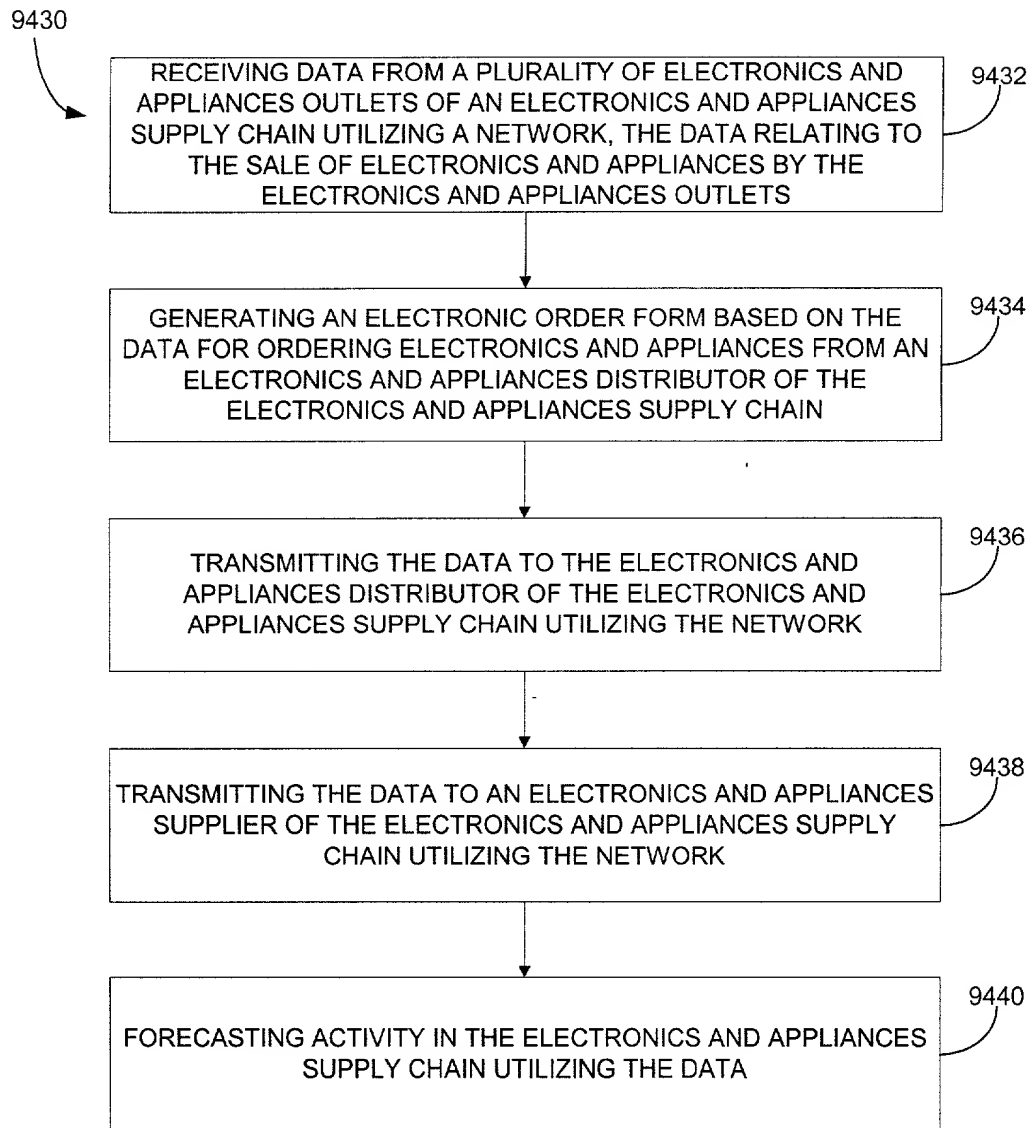 9430
RECEIVING DATA FROM A PLURALITY OF ELECTRONICS AND
APPLIANCES OUTLETS OF AN ELECTRONICS AND APPLIANCES
SUPPLY CHAIN UTILIZING A NETWORK, THE DATA RELATING TO
THE SALE OF ELECTRONICS AND APPLIANCES BY THE
ELECTRONICS AND APPLIANCES OUTLETS
9432
GENERATING AN ELECTRONIC ORDER FORM BASED ON THE
DATA FOR ORDERING ELECTRONICS AND APPLIANCES FROM AN
ELECTRONICS AND APPLIANCES DISTRIBUTOR OF THE
ELECTRONICS AND APPLIANCES SUPPLY CHAIN
9434
TRANSMITTING THE DATA TO THE ELECTRONICS AND
APPLIANCES DISTRIBUTOR OF THE ELECTRONICS AND
APPLIANCES SUPPLY CHAIN UTILIZING THE NETWORK
9436
TRANSMITTING THE DATA TO AN ELECTRONICS AND APPLIANCES
SUPPLIER OF THE ELECTRONICS AND APPLIANCES SUPPLY
CHAIN UTILIZING THE NETWORK
9438
FORECASTING ACTIVITY IN THE ELECTRONICS AND APPLIANCES
SUPPLY CHAIN UTILIZING THE DATA
9440